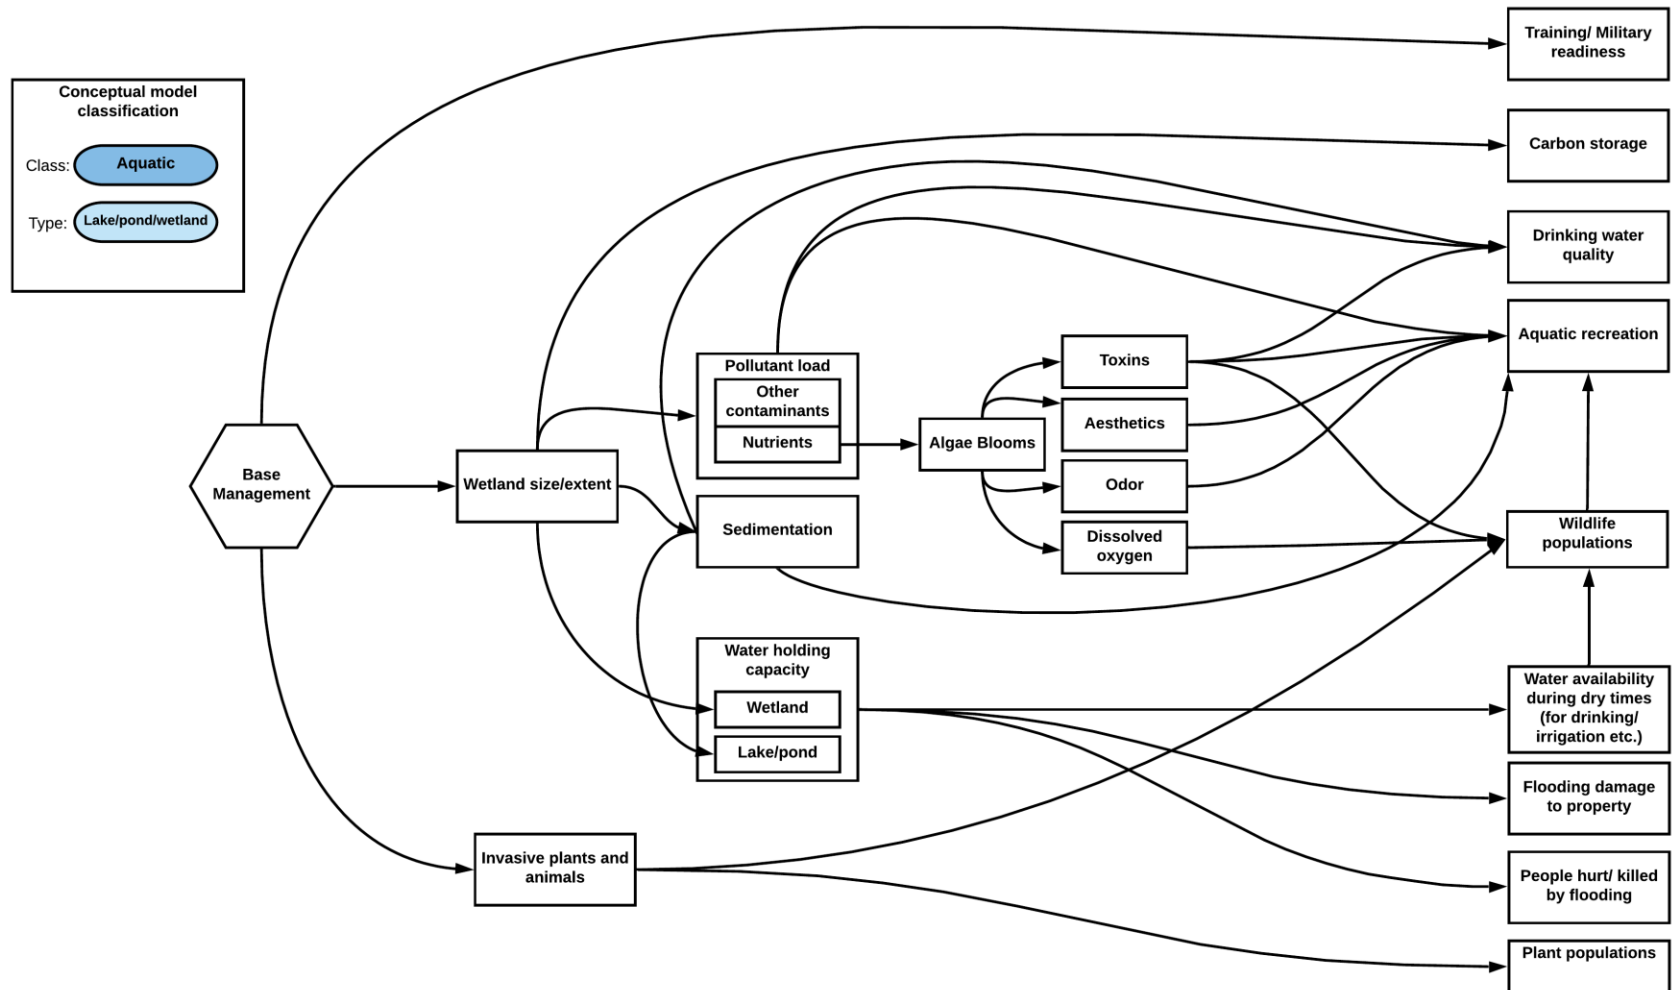 Conceptual model
classification
Class:
Aquatic
Type:
Lake/pond/wetland
Base
Management
Wetland size/extent
Invasive plants and
animals
Pollutant load
Other
contaminants
Nutrients
Sedimentation
Water holding
capacity
Wetland
Lake/pond
Algae Blooms
Toxins
Aesthetics
Odor
Dissolved
oxygen
Training/ Military
readiness
Carbon storage
Drinking water
quality
Aquatic recreation
Wildlife
populations
Water availability
during dry times
(for drinking/
irrigation etc.)
Flooding damage
to property
People hurt/ killed
by flooding
Plant populations